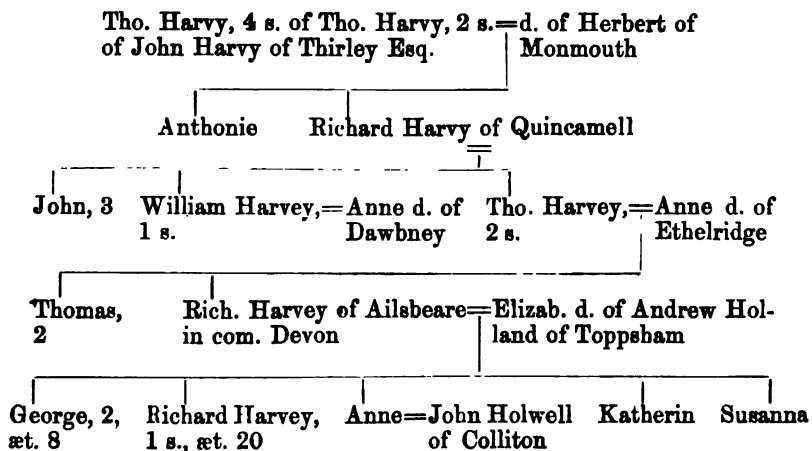 Tho. Harvy, 4 s. of Tho. Harvy, 2 s.=d. of Herbert of
of John Harvy of Thirley Esq. Monmouth
Anthonie Richard Harvy of Quincamell
John, 3 William Harvey,=Anne d. of Tho. Harvey,=Anne d. of
1 s. Dawbney 2 s. Ethelridge
Thomas, Rich. Harvey of Ailsbeare=Elizab. d. of Andrew Hol-
2 in com. Devon land of Toppsham
George, 2, Richard Harvey, Anne=John Holwell Katherin Susanna
æt. 8 1 s., æt. 20 of Colliton